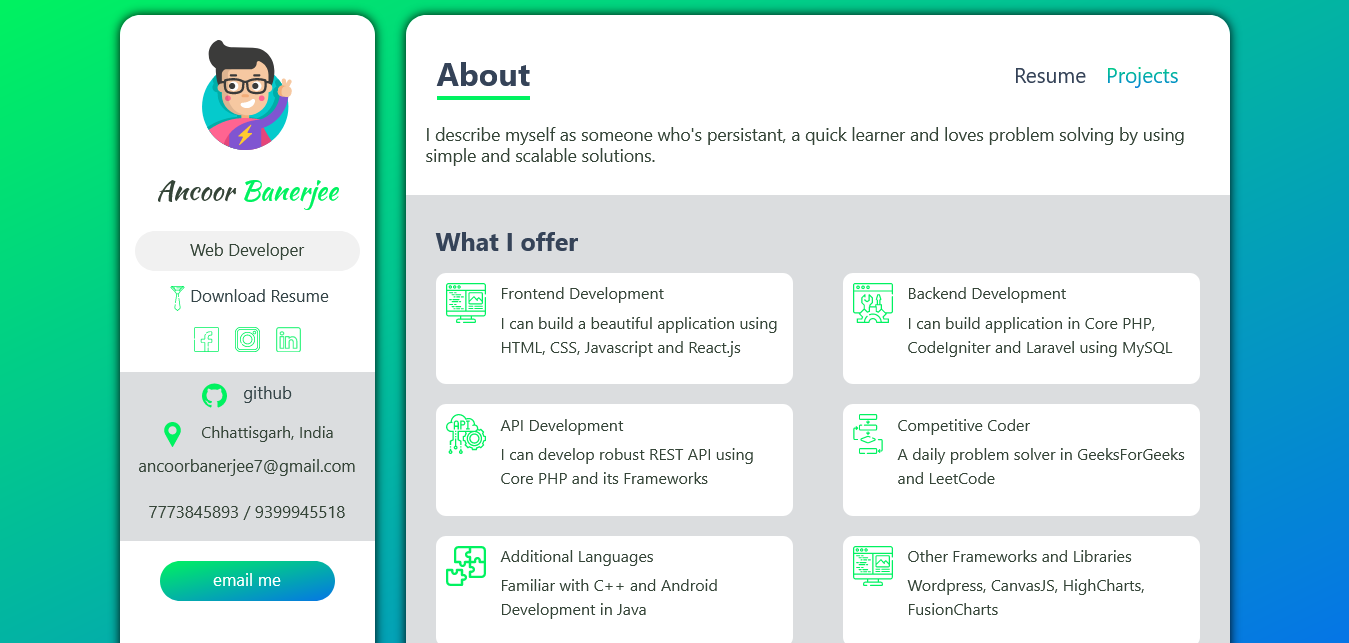 Ancoor Banerjee
Web Developer
Download Resume
github
Chhattisgarh, India
ancoorbanerjee7@gmail.com
7773845893 / 9399945518
email me
About
Resume
Projects
I describe myself as someone who's persistant, a quick learner and loves problem solving by using
simple and scalable solutions.
What I offer
Frontend Development
I can build a beautiful application using
HTML, CSS, Javascript and React.js
Backend Development
I can build application in Core PHP,
CodeIgniter and Laravel using MySQL
API
API Development
I can develop robust REST API using
Core PHP and its Frameworks
Competitive Coder
A daily problem solver in GeeksForGeeks
and LeetCode
Additional Languages
Familiar with C++ and Android
Development in Java
Other Frameworks and Libraries
Wordpress, CanvasJS, HighCharts,
FusionCharts